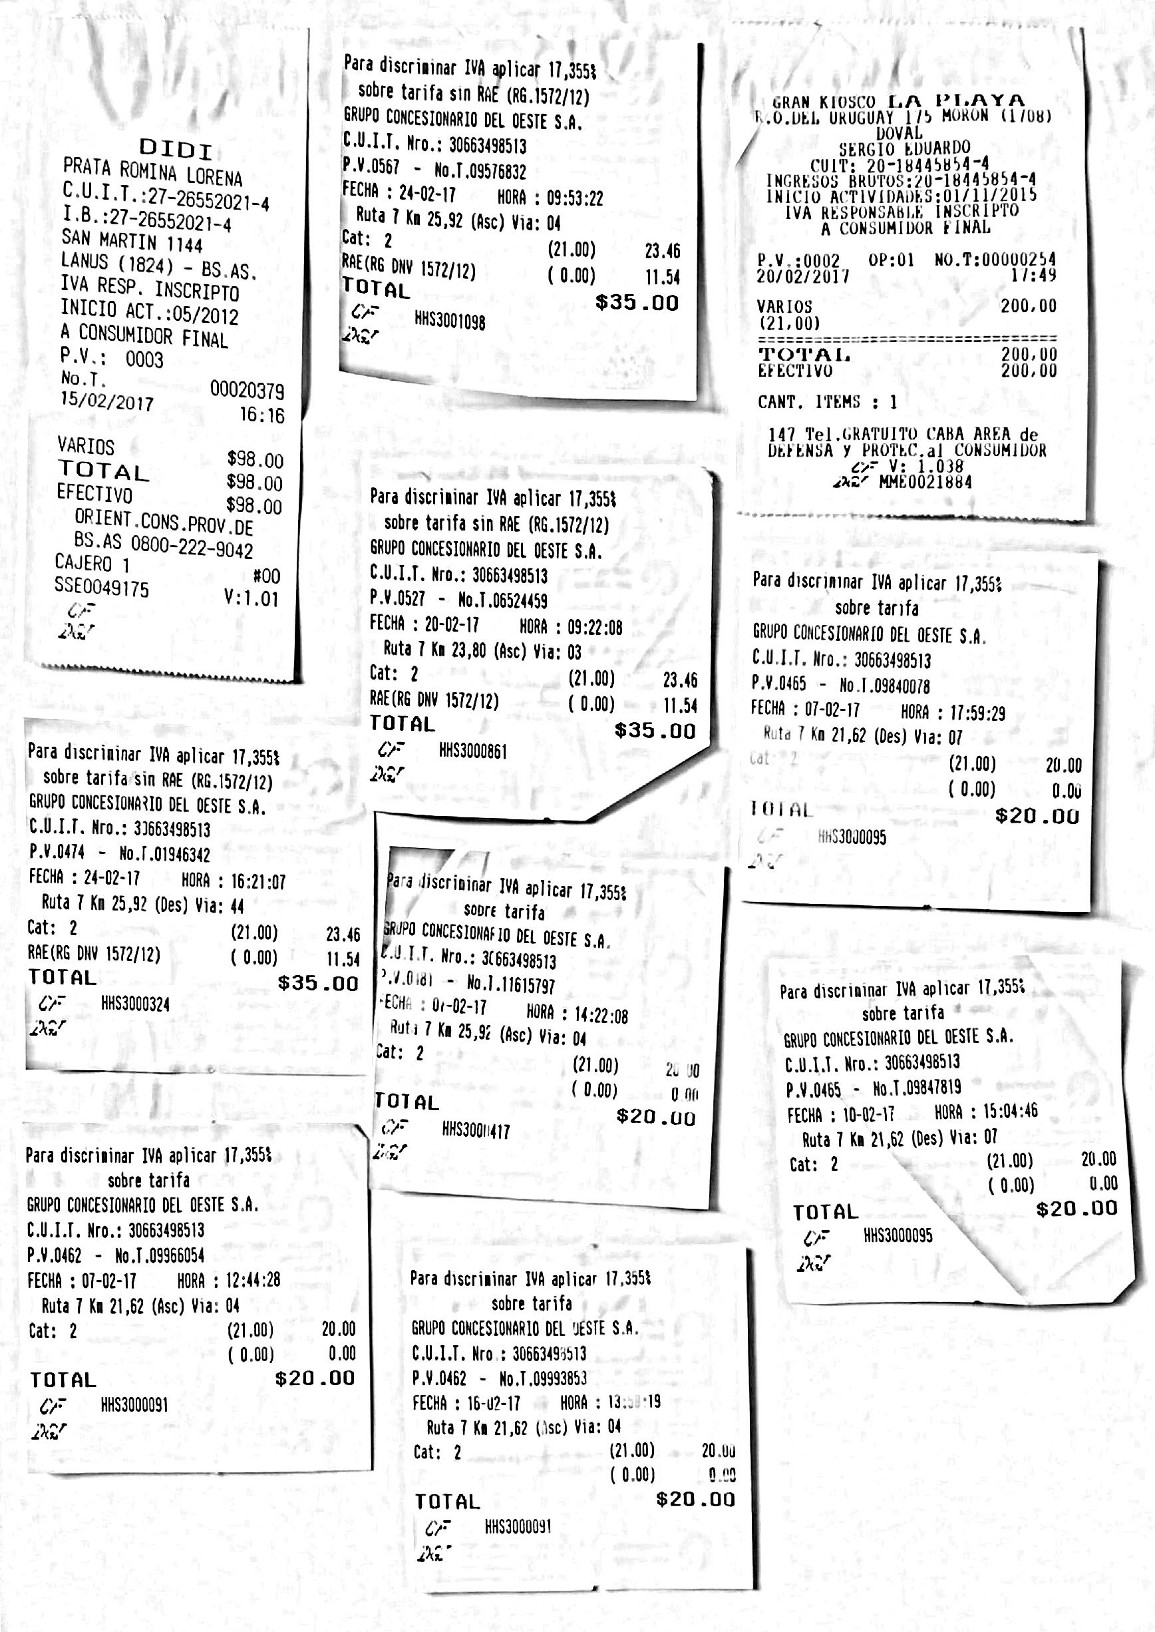 DIDI
PRATA ROMINA LORENA
C.U.I.T.:27-26552021-4
I.B.:27-26552021-4
SAN MARTIN 1144
LANUS (1824) - BS.AS.
IVA RESP. INSCRIPTO
INICIO ACT.:05/2012
A CONSUMIDOR FINAL
P.V.: 0003
No.T. 00020379
15/02/2017 16:16
VARIOS $98.00
TOTAL $98.00
EFECTIVO $98.00
ORIENT.CONS.PROV.DE
BS.AS 0800-222-9042
CAJERO 1 #00
SSE0049175 V:1.01
CF
Para discriminar IVA aplicar 17,355%
sobre tarifa sin RAE (RG.1572/12)
GRUPO CONCESIONARIO DEL OESTE S.A.
C.U.I.T. Nro.: 30663498513
P.V.0567 - No.T.09576832
FECHA : 24-02-17 HORA : 09:53:22
Ruta 7 Km 25,92 (Asc) Via: 04
Cat: 2 (21.00) 23.46
RAE(RG DNV 1572/12) ( 0.00) 11.54
TOTAL $35.00
CF HHS3001098
GRAN KIOSCO LA PLAYA
R.O.DEL URUGUAY 175 MORON (1708)
DOVAL
SERGIO EDUARDO
CUIT: 20-18445854-4
INGRESOS BRUTOS:20-18445854-4
INICIO ACTIVIDADES:01/11/2015
IVA RESPONSABLE INSCRIPTO
A CONSUMIDOR FINAL
P.V.:0002 OP:01 NO.T:00000254
20/02/2017 17:49
VARIOS 200,00
(21,00)
TOTAL 200,00
EFECTIVO 200,00
CANT. ITEMS : 1
147 Tel.GRATUITO CABA AREA de
DEFENSA y PROTEC.al CONSUMIDOR
CF V: 1.038
MME0021884
Para discriminar IVA aplicar 17,355%
sobre tarifa sin RAE (RG.1572/12)
GRUPO CONCESIONARIO DEL OESTE S.A.
C.U.I.T. Nro.: 30663498513
P.V.0527 - No.T.06524459
FECHA : 20-02-17 HORA : 09:22:08
Ruta 7 Km 23,80 (Asc) Via: 03
Cat: 2 (21.00) 23.46
RAE(RG DNV 1572/12) ( 0.00) 11.54
TOTAL $35.00
CF HHS3000861
Para discriminar IVA aplicar 17,355%
sobre tarifa
GRUPO CONCESIONARIO DEL OESTE S.A.
C.U.I.T. Nro.: 30663498513
P.V.0465 - No.T.09840078
FECHA : 07-02-17 HORA : 17:59:29
Ruta 7 Km 21,62 (Des) Via: 07
Cat 2 (21.00) 20.00
( 0.00) 0.00
TOTAL $20.00
CF HHS3000095
Para discriminar IVA aplicar 17,355%
sobre tarifa sin RAE (RG.1572/12)
GRUPO CONCESIONARIO DEL OESTE S.A.
C.U.I.T. Nro.: 30663498513
P.V.0474 - No.T.01946342
FECHA : 24-02-17 HORA : 16:21:07
Ruta 7 Km 25,92 (Des) Via: 44
Cat: 2 (21.00) 23.46
RAE(RG DNV 1572/12) ( 0.00) 11.54
TOTAL $35.00
CF HHS3000324
Para discriminar IVA aplicar 17,355%
sobre tarifa
GRUPO CONCESIONARIO DEL OESTE S.A.
C.U.I.T. Nro.: 30663498513
No.T.11615797
FECHA : HORA : 14:22:08
Ruta 7 Km 25,92 (Asc) Via: 04
Cat: 2 (21.00) 20.00
( 0.00) 0.00
TOTAL $20.00
CF
Para discriminar IVA aplicar 17,355%
sobre tarifa
GRUPO CONCESIONARIO DEL OESTE S.A.
C.U.I.T. Nro.: 30663498513
P.V.0465 - No.T.09847819
FECHA : 10-02-17 HORA : 15:04:46
Ruta 7 Km 21,62 (Des) Via: 07
Cat: 2 (21.00) 20.00
( 0.00) 0.00
TOTAL $20.00
CF HHS3000095
Para discriminar IVA aplicar 17,355%
sobre tarifa
GRUPO CONCESIONARIO DEL OESTE S.A.
C.U.I.T. Nro.: 30663498513
P.V.0462 - No.T.09966054
FECHA : 07-02-17 HORA : 12:44:28
Ruta 7 Km 21,62 (Asc) Via: 04
Cat: 2 (21.00) 20.00
( 0.00) 0.00
TOTAL $20.00
CF HHS3000091
Para discriminar IVA aplicar 17,355%
sobre tarifa
GRUPO CONCESIONARIO DEL OESTE S.A.
C.U.I.T. Nro.: 30663498513
P.V.0462 - No.T.09993853
FECHA : 16-02-17 HORA :
Ruta 7 Km 21,62 (Asc) Via: 04
Cat: 2 (21.00) 20.00
( 0.00) 0.00
TOTAL $20.00
CF HHS3000091